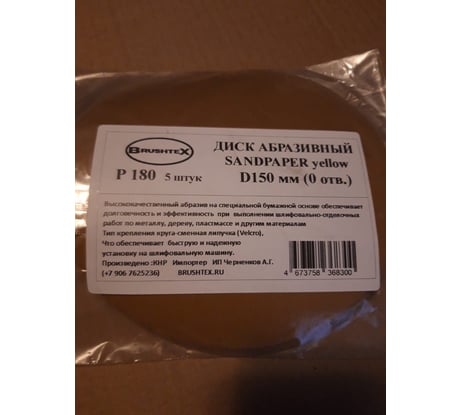 BRUSHTEX
ДИСК АБРАЗИВНЫЙ
SANDPAPER yellow
P 180 5 штук
D150 мм (0 отв.)
Высококачественный абразив на специальной бумажной основе обеспечивает
долговечность и эффективность при выполнении шлифовально-отделочных
работ по металлу, дереву, пластмассе и другим материалам
Тип крепления круга-сменная липучка (Velcro),
Что обеспечивает быструю и надежную
установку на шлифовальную машину.
Произведено :КНР Импортер ИП Черненков А.Г.
(+7 906 7625236) BRUSHTEX.RU
4 673758 368300